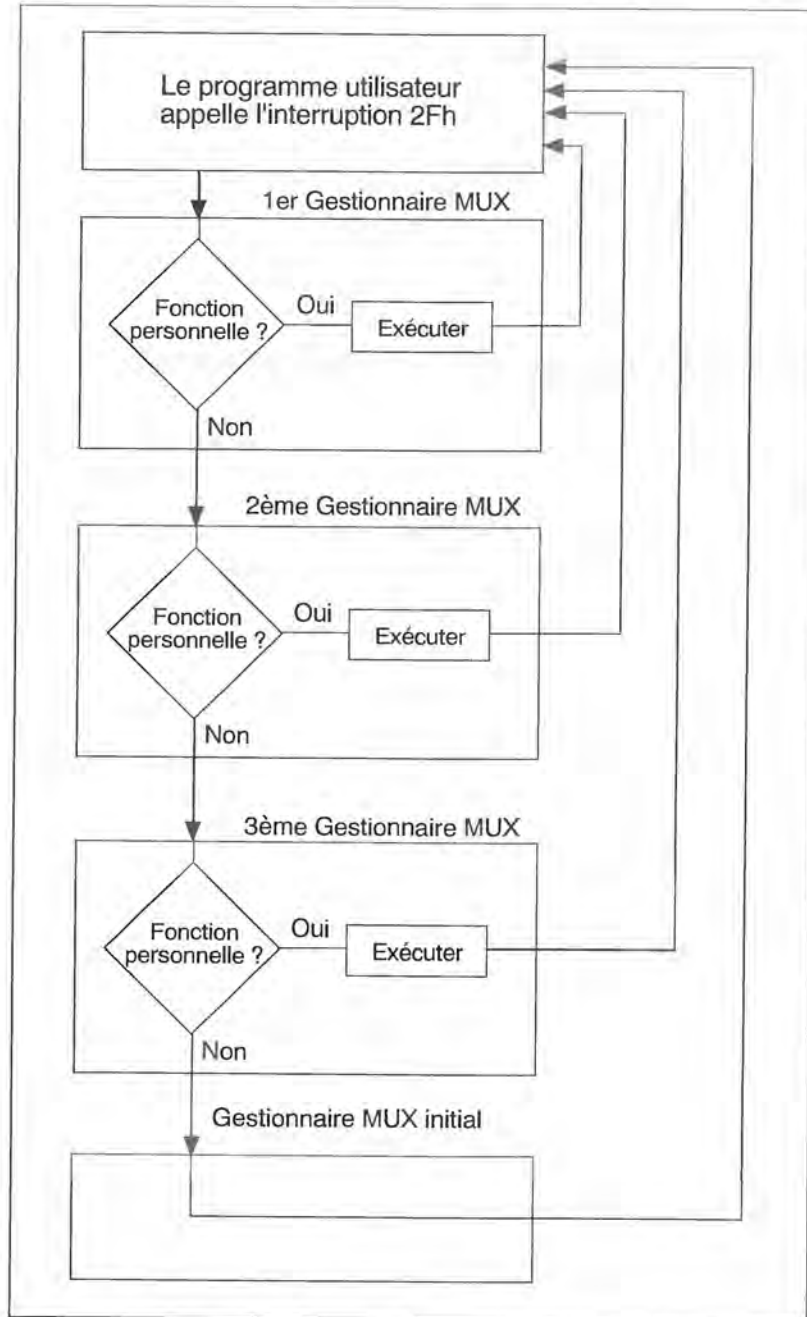 Le programme utilisateur
appelle l'interruption 2Fh
1er Gestionnaire MUX
Fonction
personnelle ?
Oui
Exécuter
Non
2ème Gestionnaire MUX
Fonction
personnelle ?
Oui
Exécuter
Non
3ème Gestionnaire MUX
Fonction
personnelle ?
Oui
Exécuter
Non
Gestionnaire MUX initial